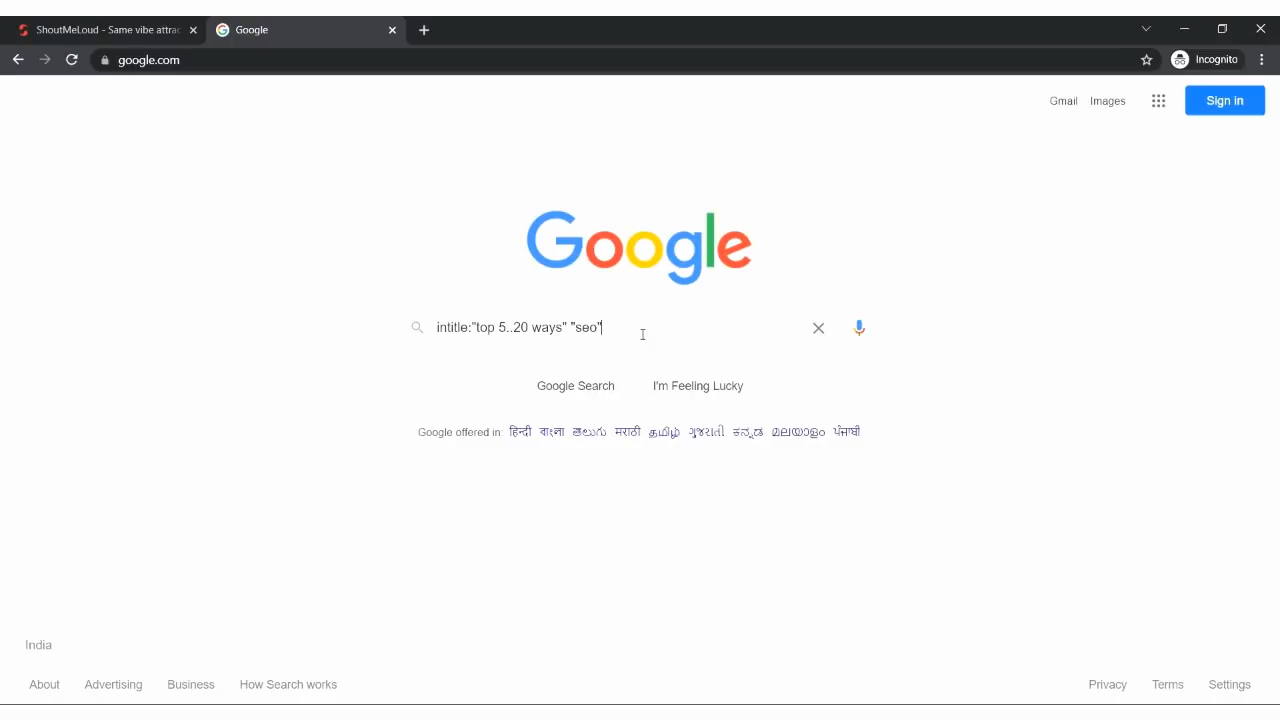 ShoutMeLoud - Same vibe attrac
Google
google.com
Incognito
Gmail Images
Sign in
Google
intitle:"top 5..20 ways" "seo"
Google Search I'm Feeling Lucky
Google offered in: हिन्दी বাংলা తెలుగు मराठी தமிழ் ગુજરાતી ಕನ್ನಡ മലയാളം ਪੰਜਾਬੀ
India
About Advertising Business How Search works
Privacy Terms Settings